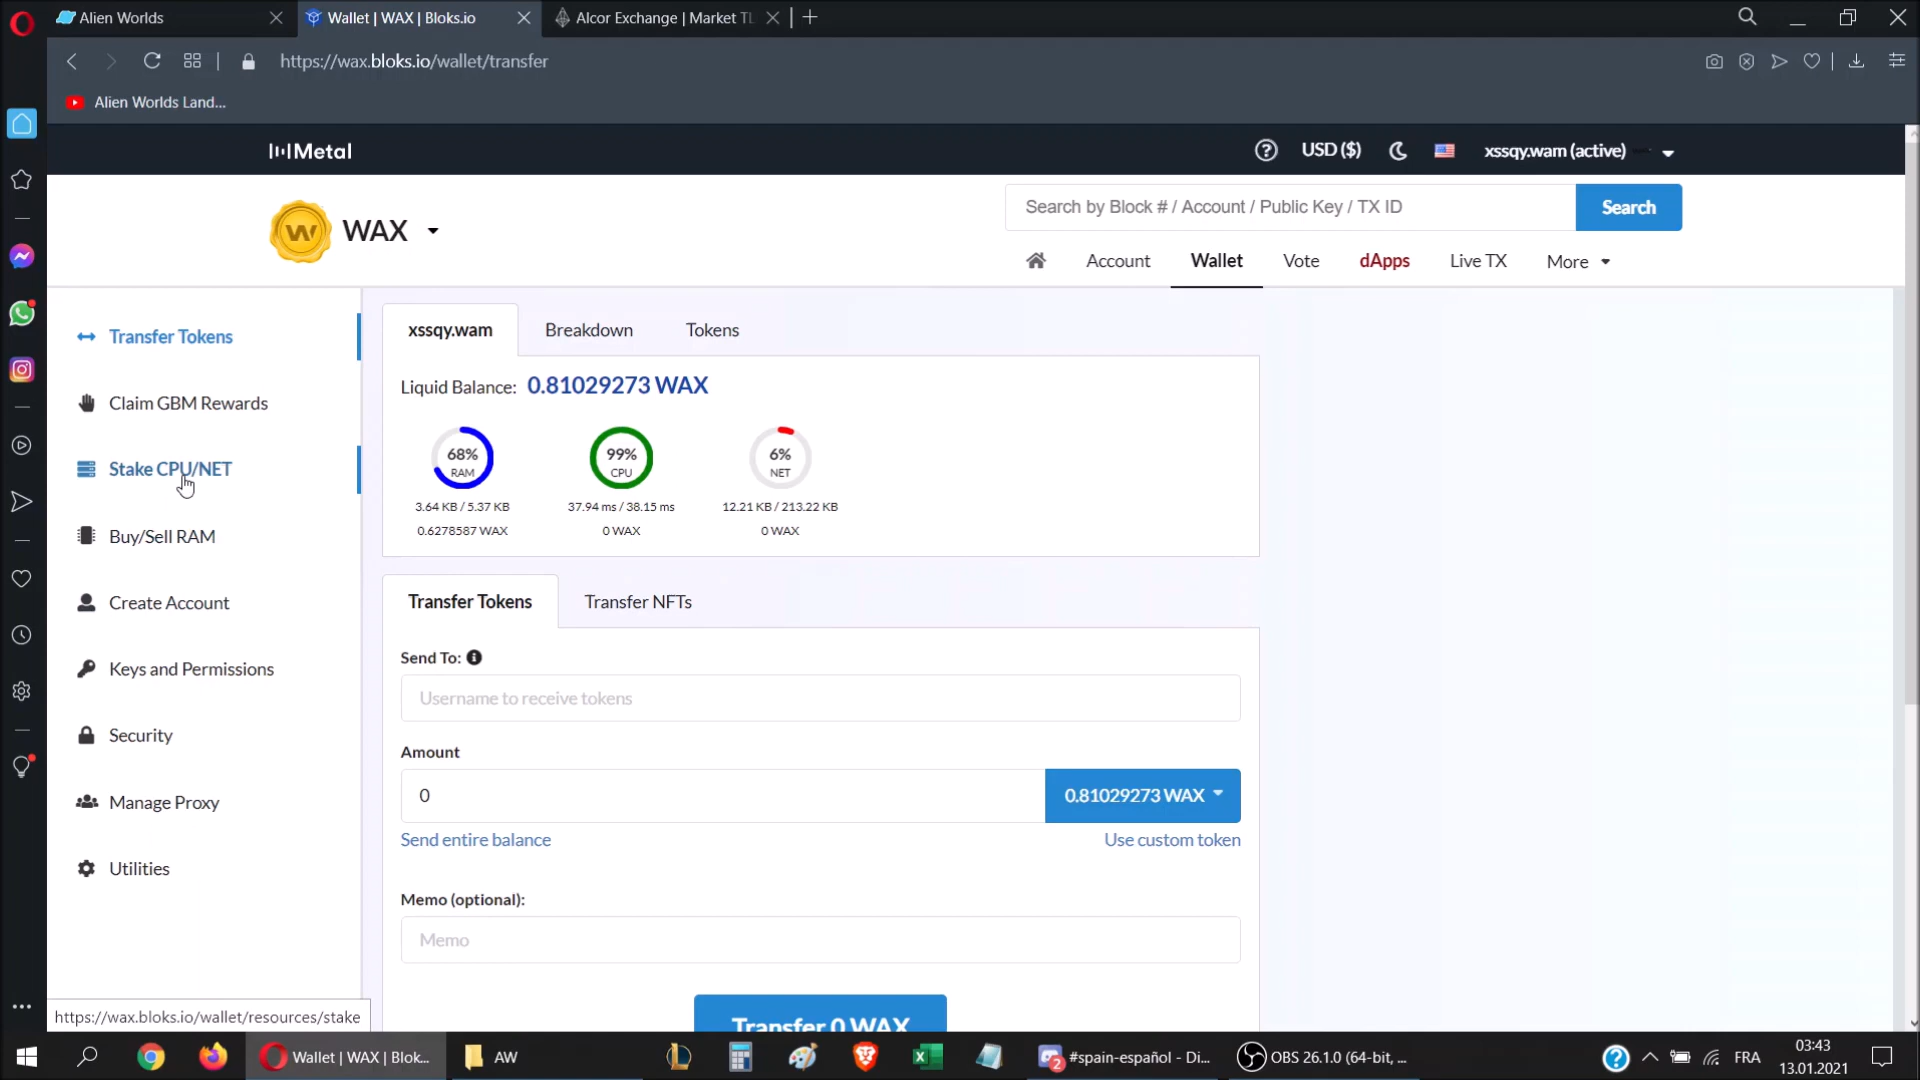 Alien Worlds
Wallet | WAX | Bloks.io
Alcor Exchange | Market TL
https://wax.bloks.io/wallet/transfer
Alien Worlds Land...
Metal
USD ($)
xssqy.wam (active)
WAX
Search by Block # / Account / Public Key / TX ID
Search
Account
Wallet
Vote
dApps
Live TX
More
Transfer Tokens
Claim GBM Rewards
Stake CPU/NET
Buy/Sell RAM
Create Account
Keys and Permissions
Security
Manage Proxy
Utilities
xssqy.wam
Breakdown
Tokens
Liquid Balance: 0.81029273 WAX
68%
RAM
3.64 KB / 5.37 KB
0.6278587 WAX
99%
CPU
37.94 ms / 38.15 ms
0 WAX
6%
NET
12.21 KB / 213.22 KB
0 WAX
Transfer Tokens
Transfer NFTs
Send To:
Username to receive tokens
Amount
0
0.81029273 WAX
Send entire balance
Use custom token
Memo (optional):
Memo
Transfer 0 WAX
https://wax.bloks.io/wallet/resources/stake
Wallet | WAX | Blok...
AW
2
#spain-español - Di...
OBS 26.1.0 (64-bit, ...
FRA
03:43
13.01.2021